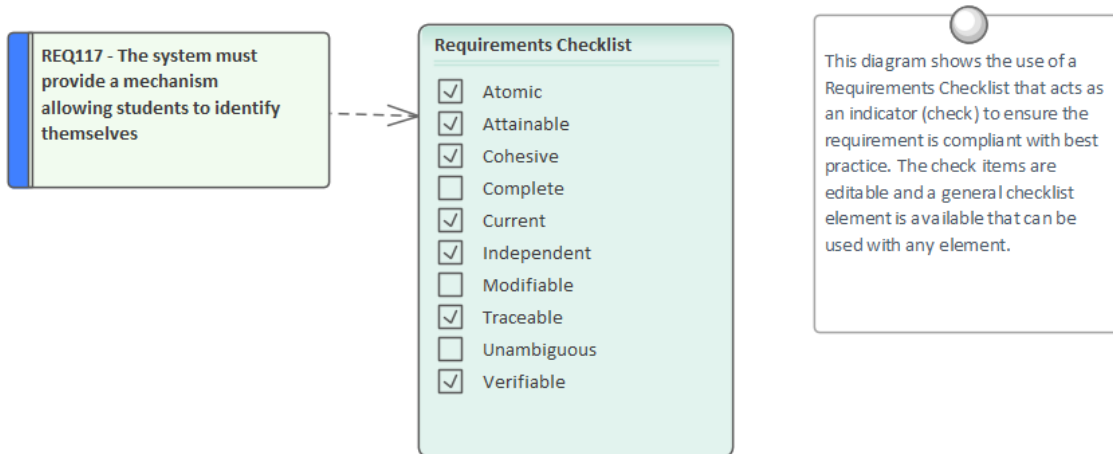 REQ117 - The system must
provide a mechanism
allowing students to identify
themselves
Requirements Checklist
Atomic
Attainable
Cohesive
Complete
Current
Independent
Modifiable
Traceable
Unambiguous
Verifiable
This diagram shows the use of a
Requirements Checklist that acts as
an indicator (check) to ensure the
requirement is compliant with best
practice. The check items are
editable and a general checklist
element is available that can be
used with any element.